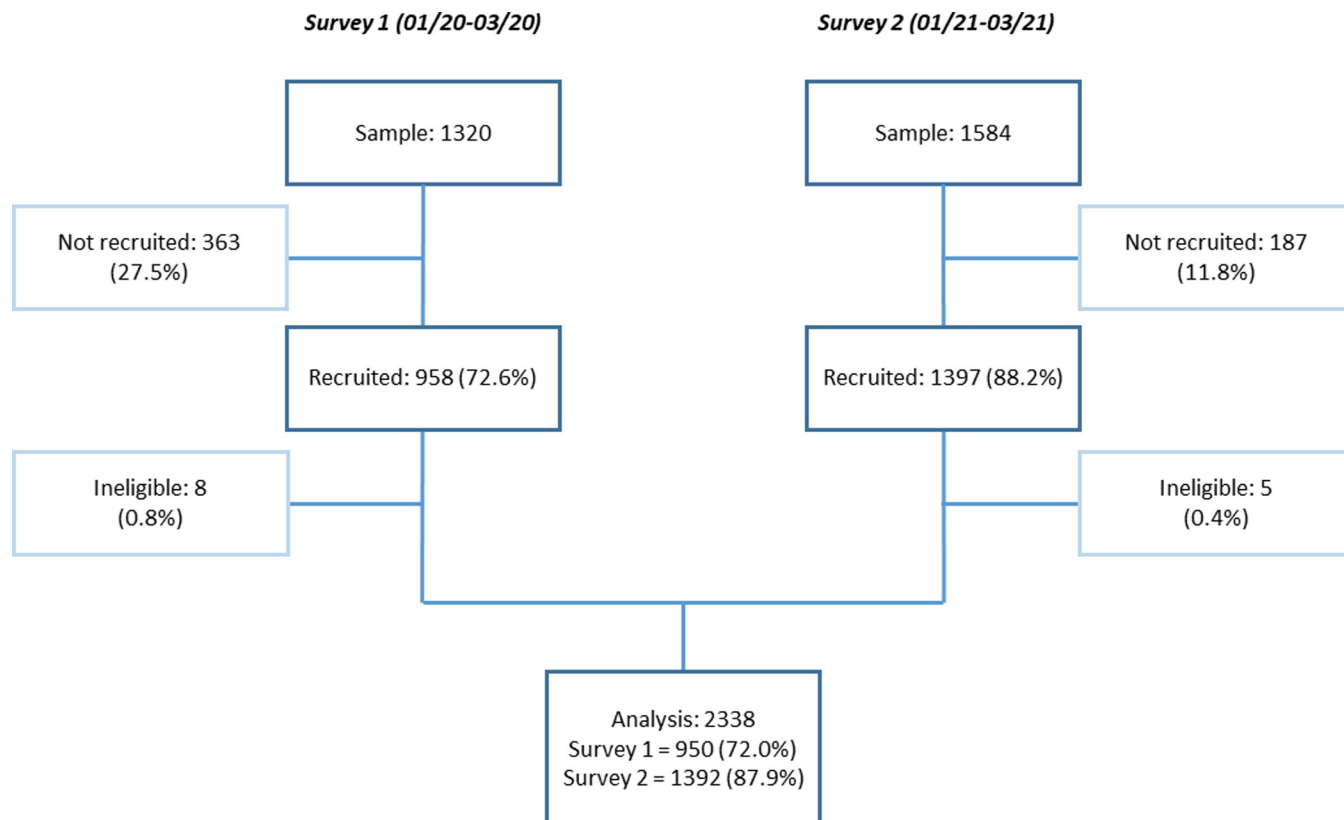 Survey 1 (01/20-03/20)
Survey 2 (01/21-03/21)
Sample: 1320
Sample: 1584
Not recruited: 363
(27.5%)
Not recruited: 187
(11.8%)
Recruited: 958 (72.6%)
Recruited: 1397 (88.2%)
Ineligible: 8
(0.8%)
Ineligible: 5
(0.4%)
Analysis: 2338
Survey 1 = 950 (72.0%)
Survey 2 = 1392 (87.9%)